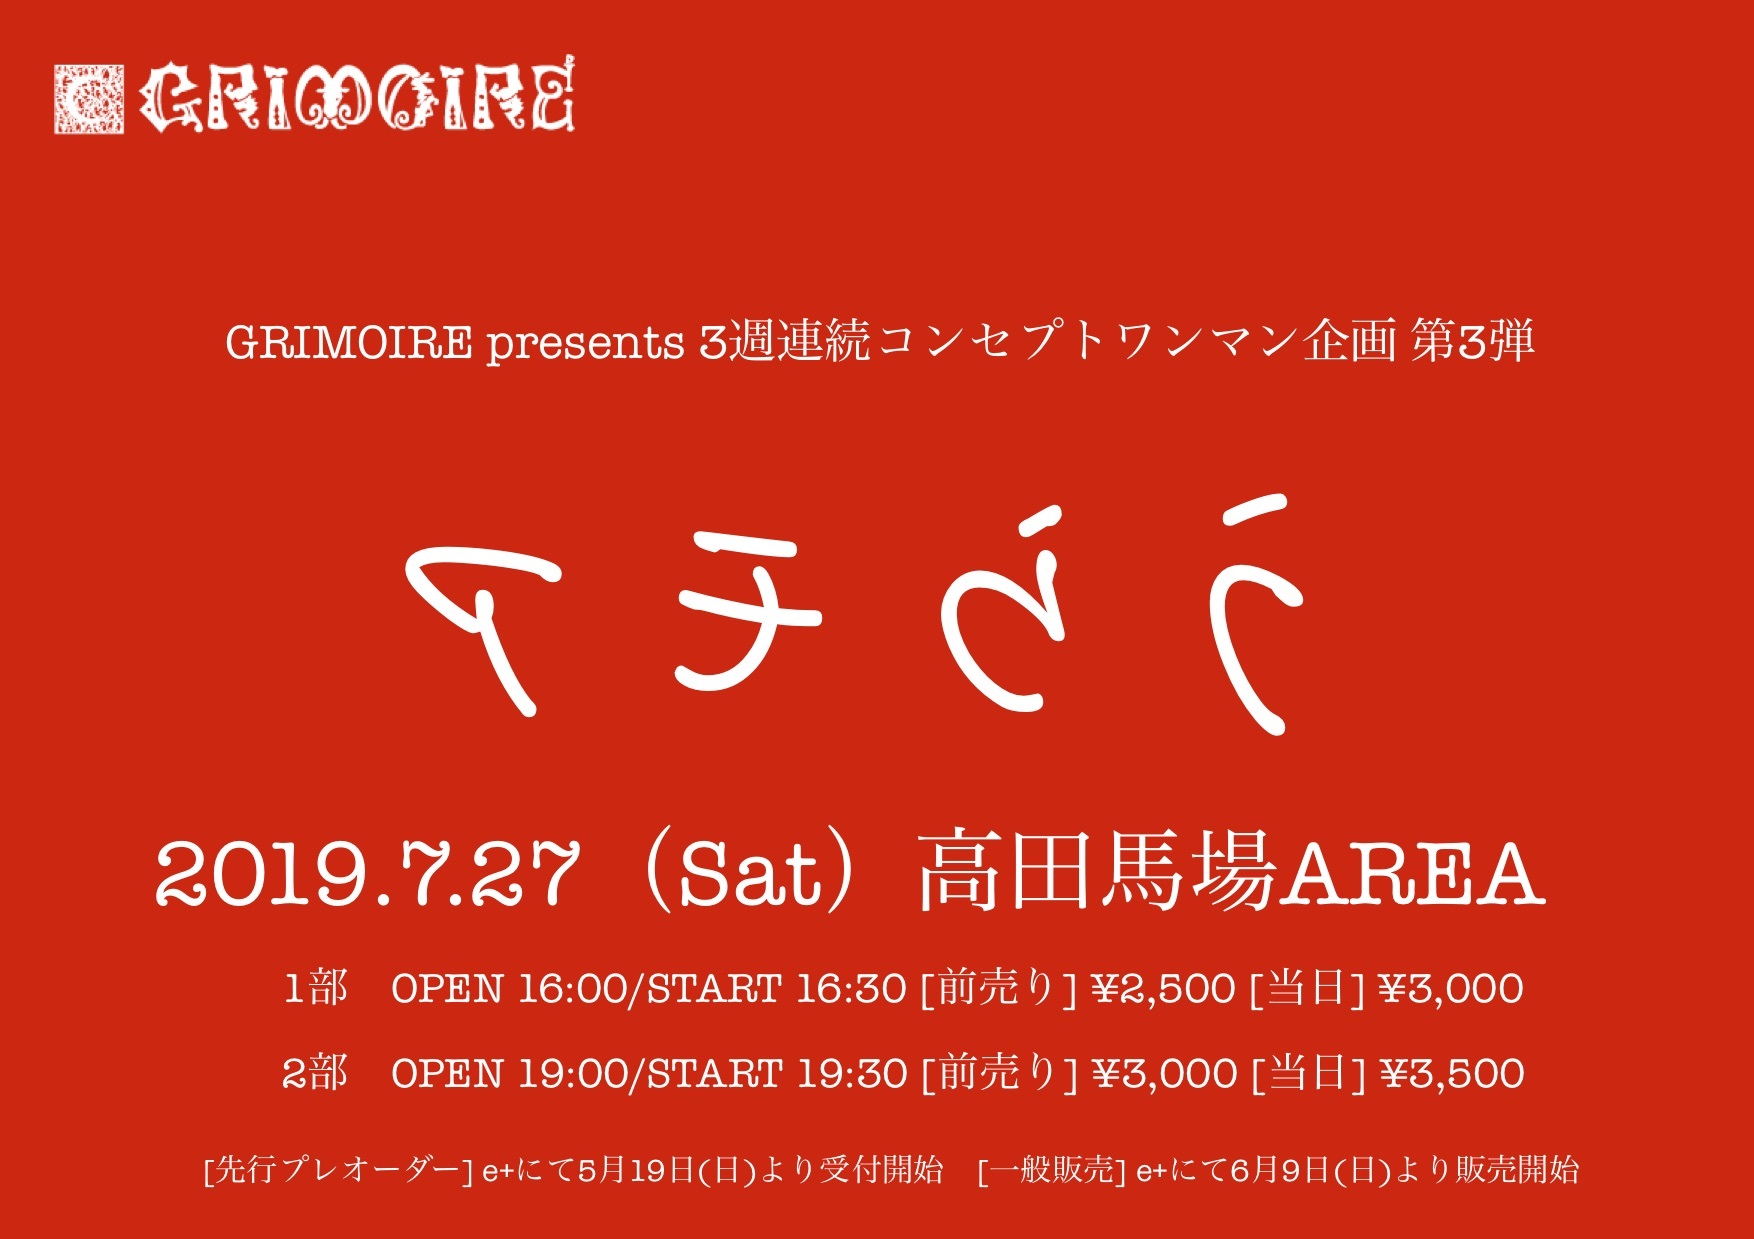 GRIMOIRE
GRIMOIRE presents 3週連続コンセプトワンマン企画 第3弾
2019.7.27（Sat）高田馬場AREA
1部　OPEN 16:00/START 16:30 [前売り] ¥2,500 [当日] ¥3,000
2部　OPEN 19:00/START 19:30 [前売り] ¥3,000 [当日] ¥3,500
[先行プレオーダー] e+にて5月19日(日)より受付開始　[一般販売] e+にて6月9日(日)より販売開始